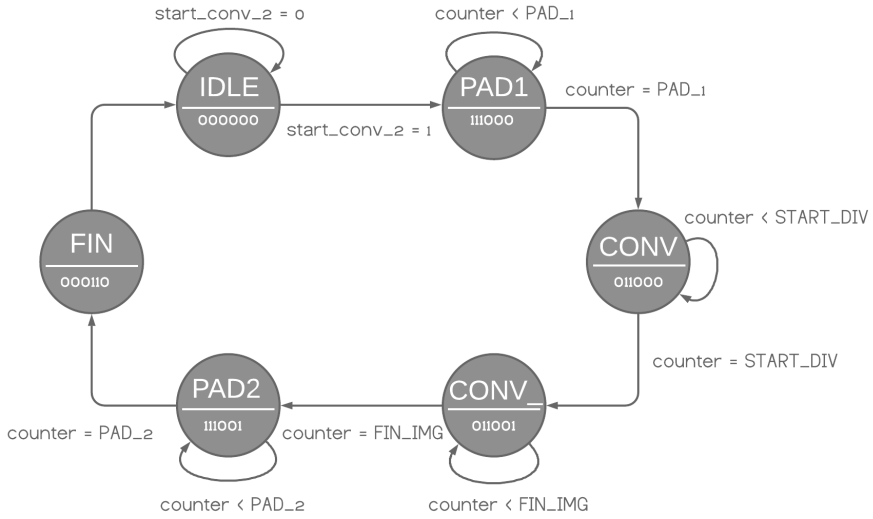 start_conv_2 = 0
counter < PAD_1
IDLE
000000
PAD1
111000
counter = PAD_1
start_conv_2 = 1
counter < START_DIV
FIN
000110
CONV
011000
counter = START_DIV
PAD2
111001
CONV_
011001
counter = PAD_2
counter = FIN_IMG
counter < PAD_2
counter < FIN_IMG